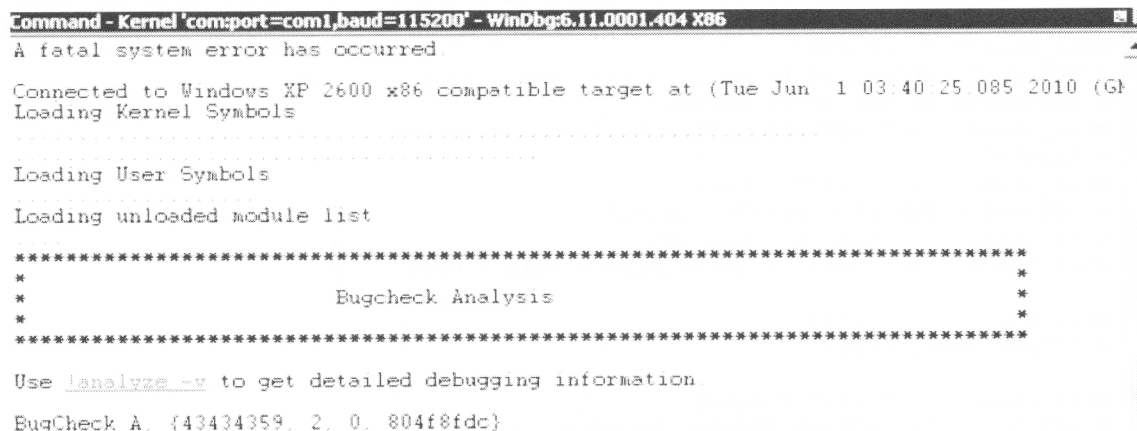 Command - Kernel 'com:port=com1,baud=115200' - WinDbg:6.11.0001.404 X86
A fatal system error has occurred.
Connected to Windows XP 2600 x86 compatible target at (Tue Jun  1 03:40:25.085 2010 (GM
Loading Kernel Symbols
...............................................................
.........................................
Loading User Symbols
...................
Loading unloaded module list
....
*******************************************************************************
*                                                                             *
*                        Bugcheck Analysis                                    *
*                                                                             *
*******************************************************************************
Use !analyze -v to get detailed debugging information.
BugCheck A, {43434359, 2, 0, 804f8fdc}